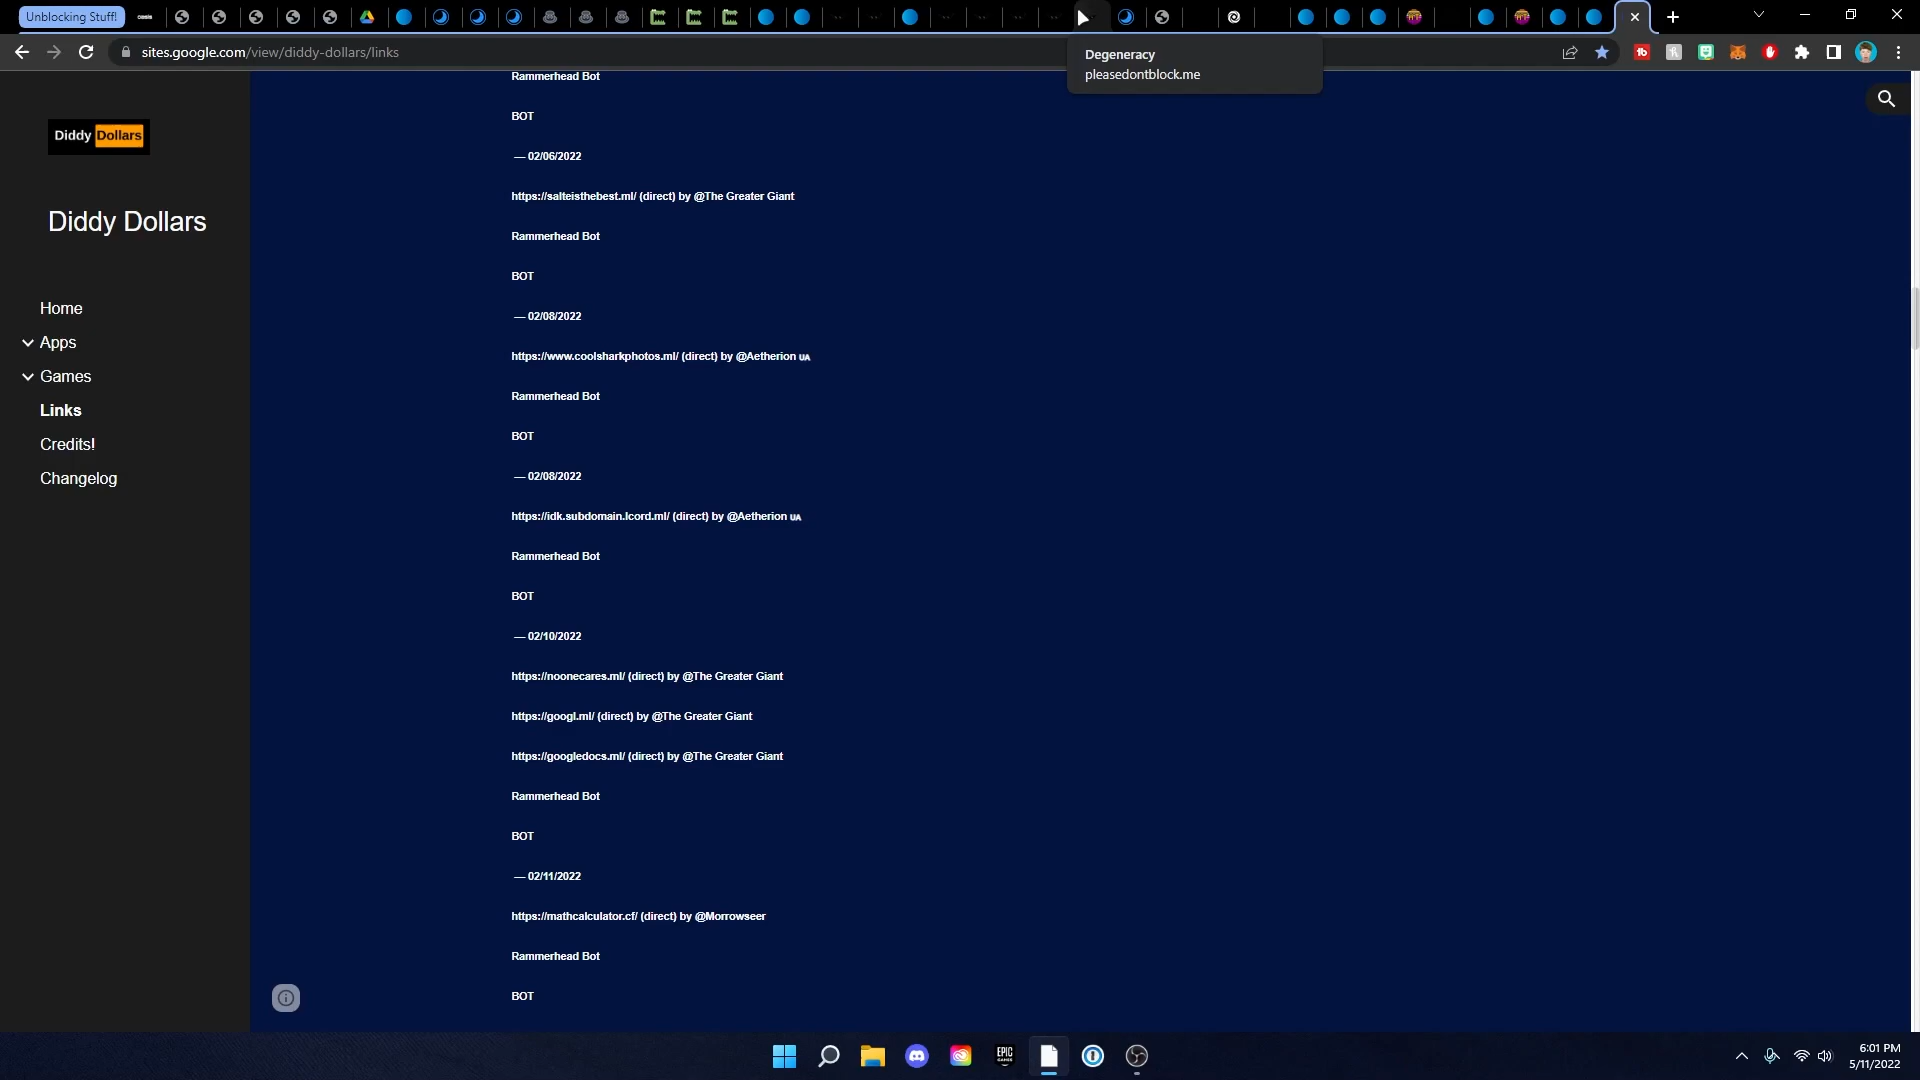 Unblocking Stuff!
oasis
sites.google.com/view/diddy-dollars/links
Degeneracy
pleasedontblock.me
Diddy Dollars
Diddy Dollars
Home
Apps
Games
Links
Credits!
Changelog
Rammerhead Bot
BOT
— 02/06/2022
https://salteisthebest.ml/ (direct) by @The Greater Giant
Rammerhead Bot
BOT
— 02/08/2022
https://www.coolsharkphotos.ml/ (direct) by @Aetherion UA
Rammerhead Bot
BOT
— 02/08/2022
https://idk.subdomain.lcord.ml/ (direct) by @Aetherion UA
Rammerhead Bot
BOT
— 02/10/2022
https://noonecares.ml/ (direct) by @The Greater Giant
https://googl.ml/ (direct) by @The Greater Giant
https://googledocs.ml/ (direct) by @The Greater Giant
Rammerhead Bot
BOT
— 02/11/2022
https://mathcalculator.cf/ (direct) by @Morrowseer
Rammerhead Bot
BOT
EPIC
GAMES
6:01 PM
5/11/2022